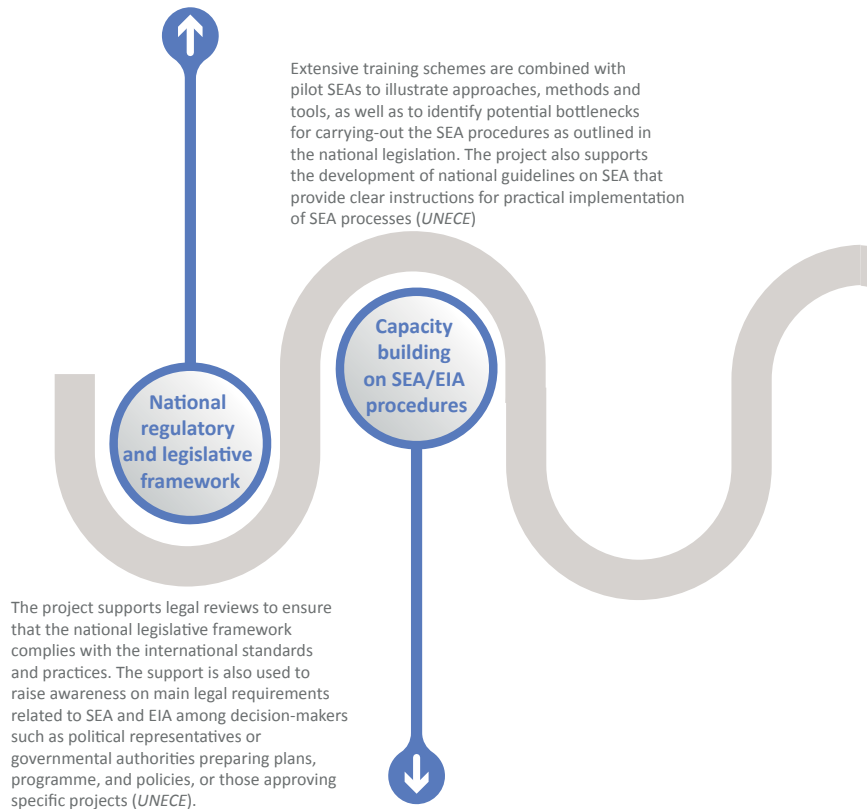 Extensive training schemes are combined with
pilot SEAs to illustrate approaches, methods and
tools, as well as to identify potential bottlenecks
for carrying-out the SEA procedures as outlined in
the national legislation. The project also supports
the development of national guidelines on SEA that
provide clear instructions for practical implementation
of SEA processes (UNECE)
National
regulatory
and legislative
framework
Capacity
building
on SEA/EIA
procedures
The project supports legal reviews to ensure
that the national legislative framework
complies with the international standards
and practices. The support is also used to
raise awareness on main legal requirements
related to SEA and EIA among decision-makers
such as political representatives or
governmental authorities preparing plans,
programme, and policies, or those approving
specific projects (UNECE).